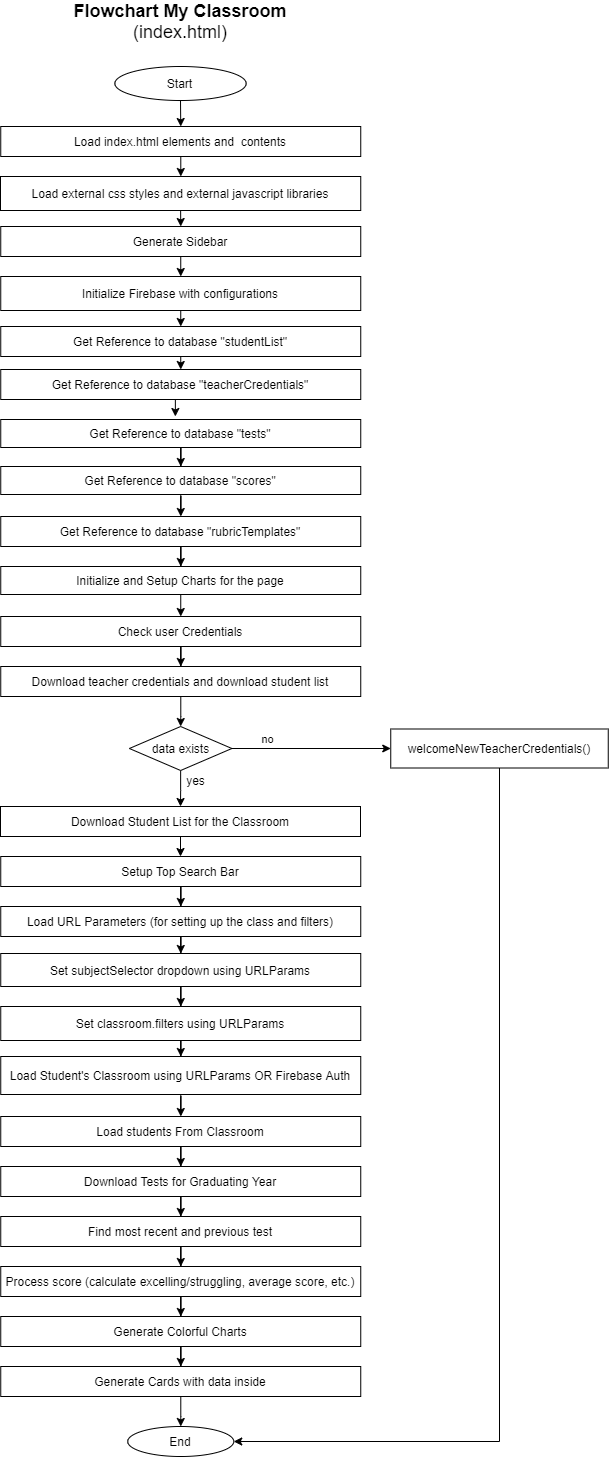 Flowchart My Classroom
(index.html)
Start
Load index.html elements and contents
Load external css styles and external javascript libraries
Generate Sidebar
Initialize Firebase with configurations
Get Reference to database "studentList"
Get Reference to database "teacherCredentials"
Get Reference to database "tests"
Get Reference to database "scores"
Get Reference to database "rubricTemplates"
Initialize and Setup Charts for the page
Check user Credentials
Download teacher credentials and download student list
data exists
no
welcomeNewTeacherCredentials()
yes
Download Student List for the Classroom
Setup Top Search Bar
Load URL Parameters (for setting up the class and filters)
Set subjectSelector dropdown using URLParams
Set classroom.filters using URLParams
Load Student's Classroom using URLParams OR Firebase Auth
Load students From Classroom
Download Tests for Graduating Year
Find most recent and previous test
Process score (calculate excelling/struggling, average score, etc.)
Generate Colorful Charts
Generate Cards with data inside
End